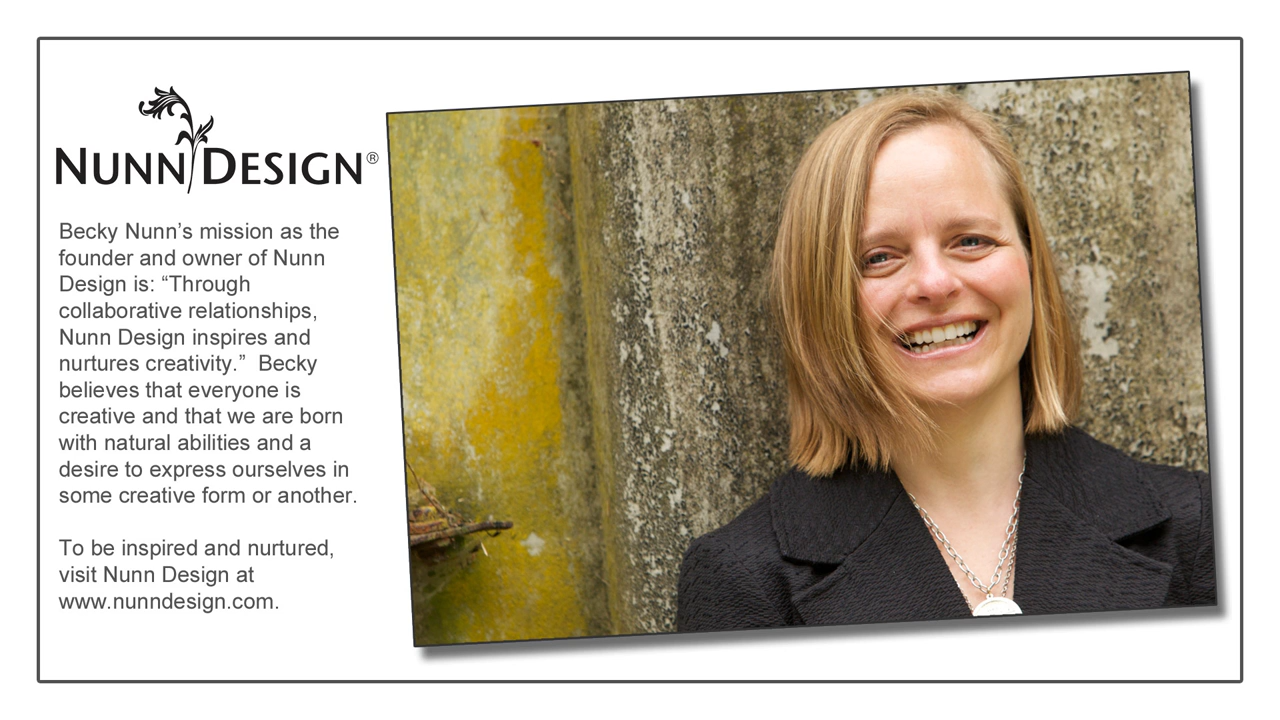 NUNN DESIGN®
Becky Nunn’s mission as the
founder and owner of Nunn
Design is: “Through
collaborative relationships,
Nunn Design inspires and
nurtures creativity.”  Becky
believes that everyone is
creative and that we are born
with natural abilities and a
desire to express ourselves in
some creative form or another.
To be inspired and nurtured,
visit Nunn Design at
www.nunndesign.com.